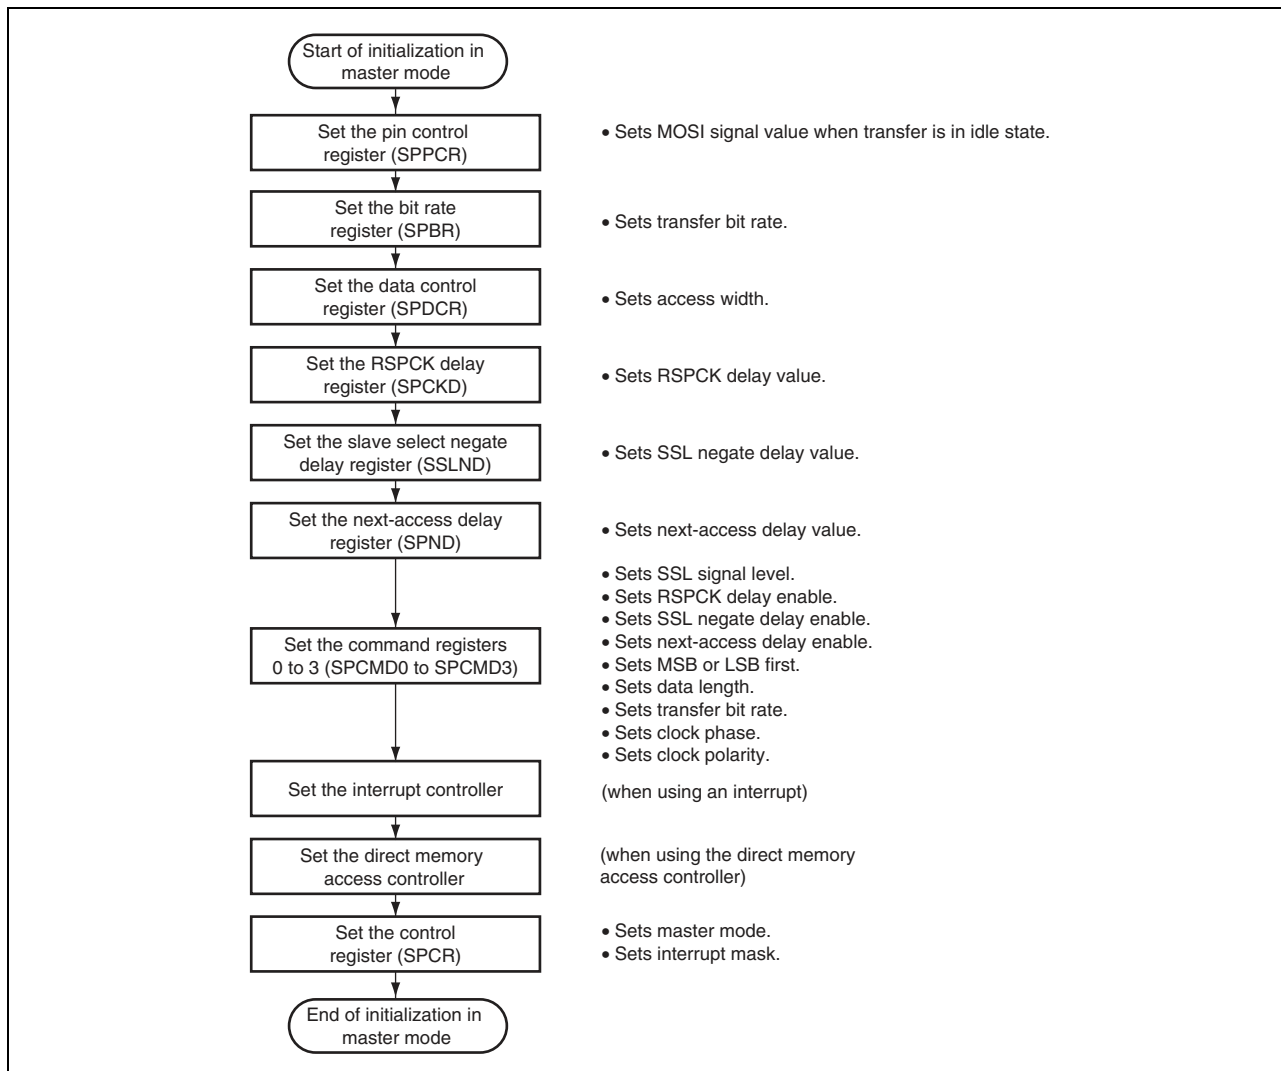 Start of initialization in
master mode
Set the pin control
register (SPPCR)
• Sets MOSI signal value when transfer is in idle state.
Set the bit rate
register (SPBR)
• Sets transfer bit rate.
Set the data control
register (SPDCR)
• Sets access width.
Set the RSPCK delay
register (SPCKD)
• Sets RSPCK delay value.
Set the slave select negate
delay register (SSLND)
• Sets SSL negate delay value.
Set the next-access delay
register (SPND)
• Sets next-access delay value.
Set the command registers
0 to 3 (SPCMD0 to SPCMD3)
• Sets SSL signal level.
• Sets RSPCK delay enable.
• Sets SSL negate delay enable.
• Sets next-access delay enable.
• Sets MSB or LSB first.
• Sets data length.
• Sets transfer bit rate.
• Sets clock phase.
• Sets clock polarity.
Set the interrupt controller
(when using an interrupt)
Set the direct memory
access controller
(when using the direct memory
access controller)
Set the control
register (SPCR)
• Sets master mode.
• Sets interrupt mask.
End of initialization in
master mode